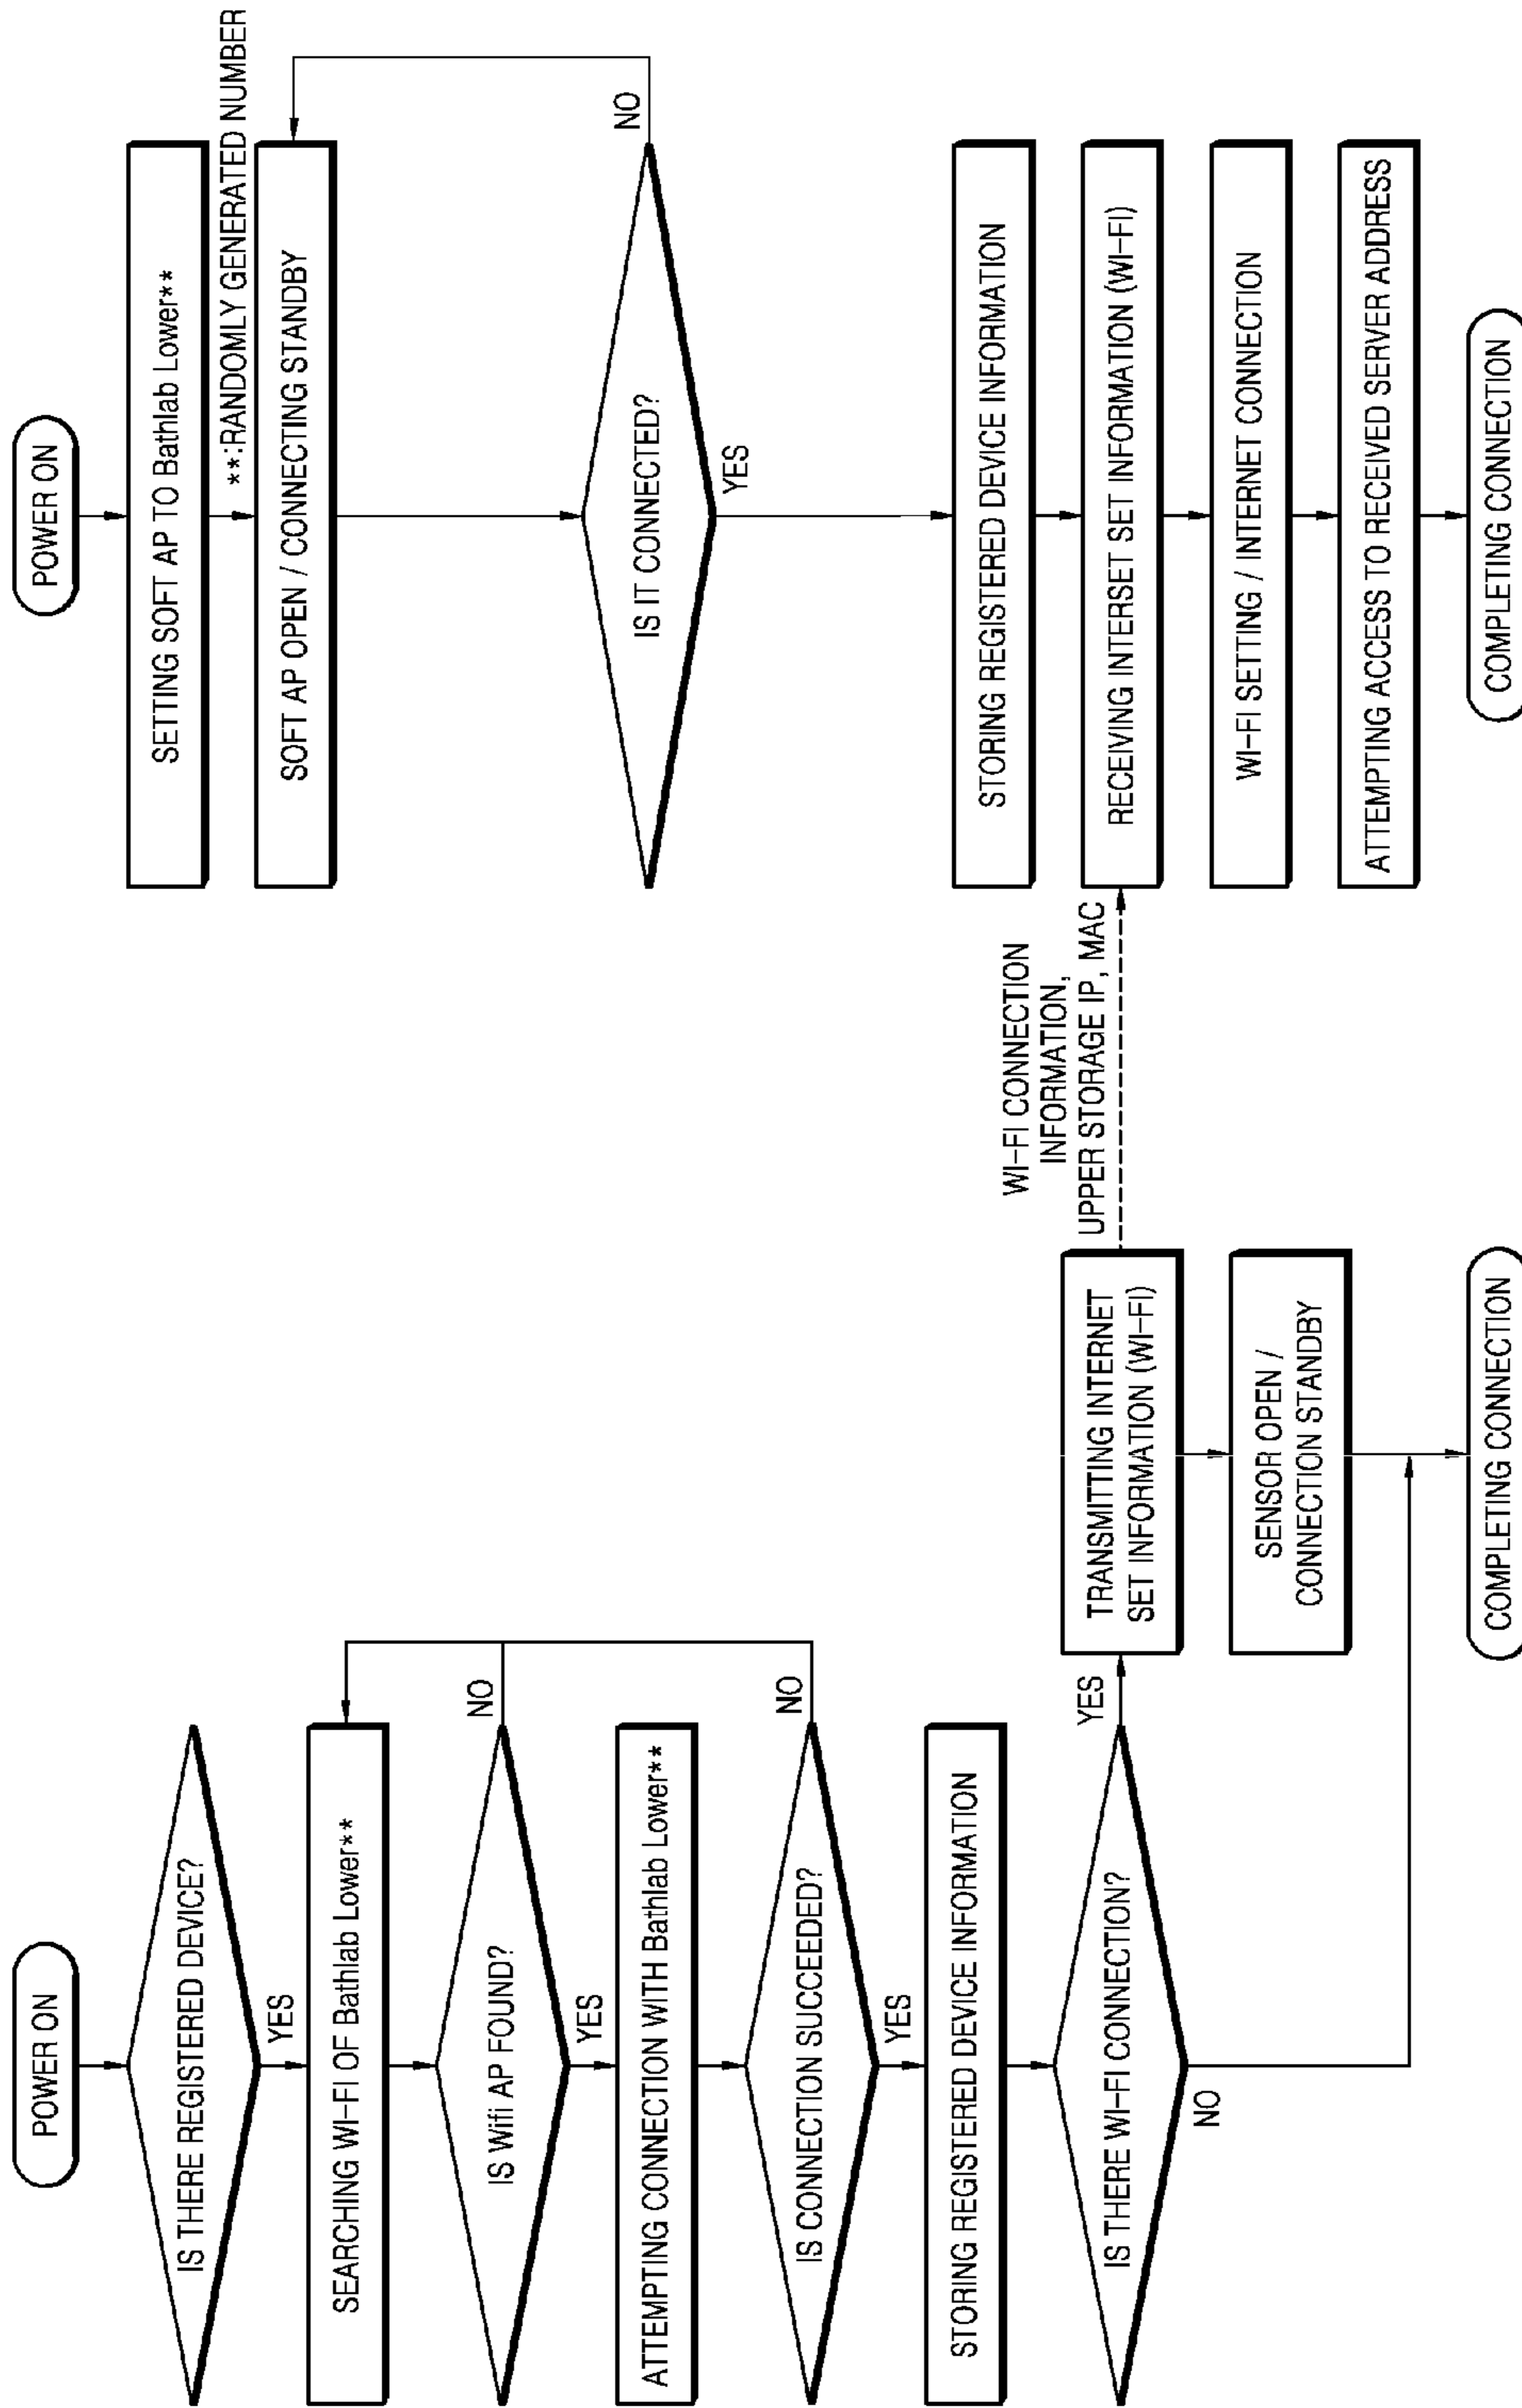 POWER ON
IS THERE REGISTERED DEVICE?
YES
SEARCHING WI-FI OF Bathlab Lower**
IS Wifi AP FOUND?
NO
YES
ATTEMPTING CONNECTION WITH Bathlab Lower**
IS CONNECTION SUCCEEDED?
NO
YES
STORING REGISTERED DEVICE INFORMATION
IS THERE WI-FI CONNECTION?
YES
NO
TRANSMITTING INTERNET
SET INFORMATION (WI-FI)
SENSOR OPEN /
CONNECTION STANDBY
COMPLETING CONNECTION
WI-FI CONNECTION
INFORMATION,
UPPER STORAGE IP, MAC
POWER ON
SETTING SOFT AP TO Bathlab Lower**
**:RANDOMLY GENERATED NUMBER
SOFT AP OPEN / CONNECTING STANDBY
IS IT CONNECTED?
NO
YES
STORING REGISTERED DEVICE INFORMATION
RECEIVING INTERSET SET INFORMATION (WI-FI)
WI-FI SETTING / INTERNET CONNECTION
ATTEMPTING ACCESS TO RECEIVED SERVER ADDRESS
COMPLETING CONNECTION